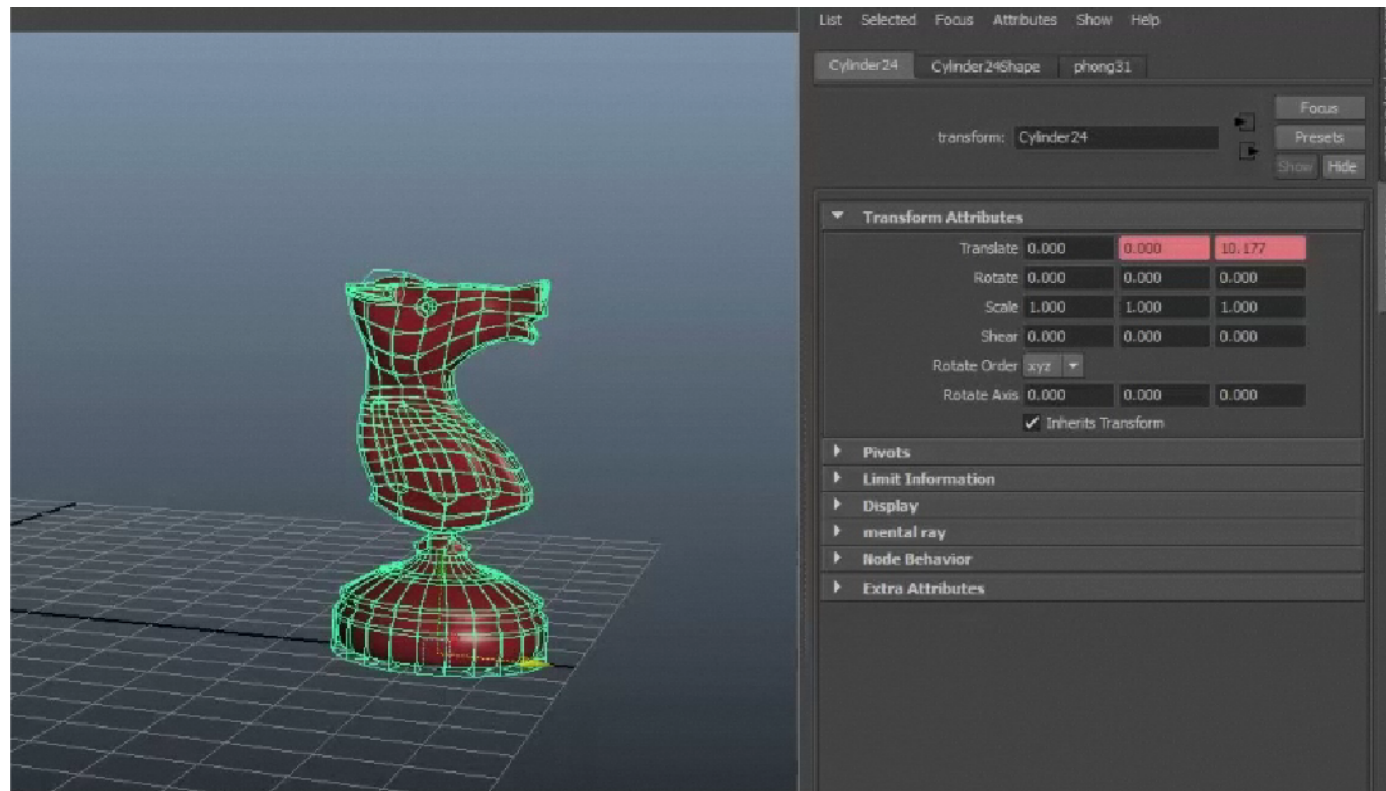 List Selected Focus Attributes Show Help
Cylinder24 Cylinder24Shape phong31
Focus
transform: Cylinder24
Presets
Show Hide
Transform Attributes
Translate 0.000 0.000 10.177
Rotate 0.000 0.000 0.000
Scale 1.000 1.000 1.000
Shear 0.000 0.000 0.000
Rotate Order xyz
Rotate Axis 0.000 0.000 0.000
Inherits Transform
Pivots
Limit Information
Display
mental ray
Node Behavior
Extra Attributes